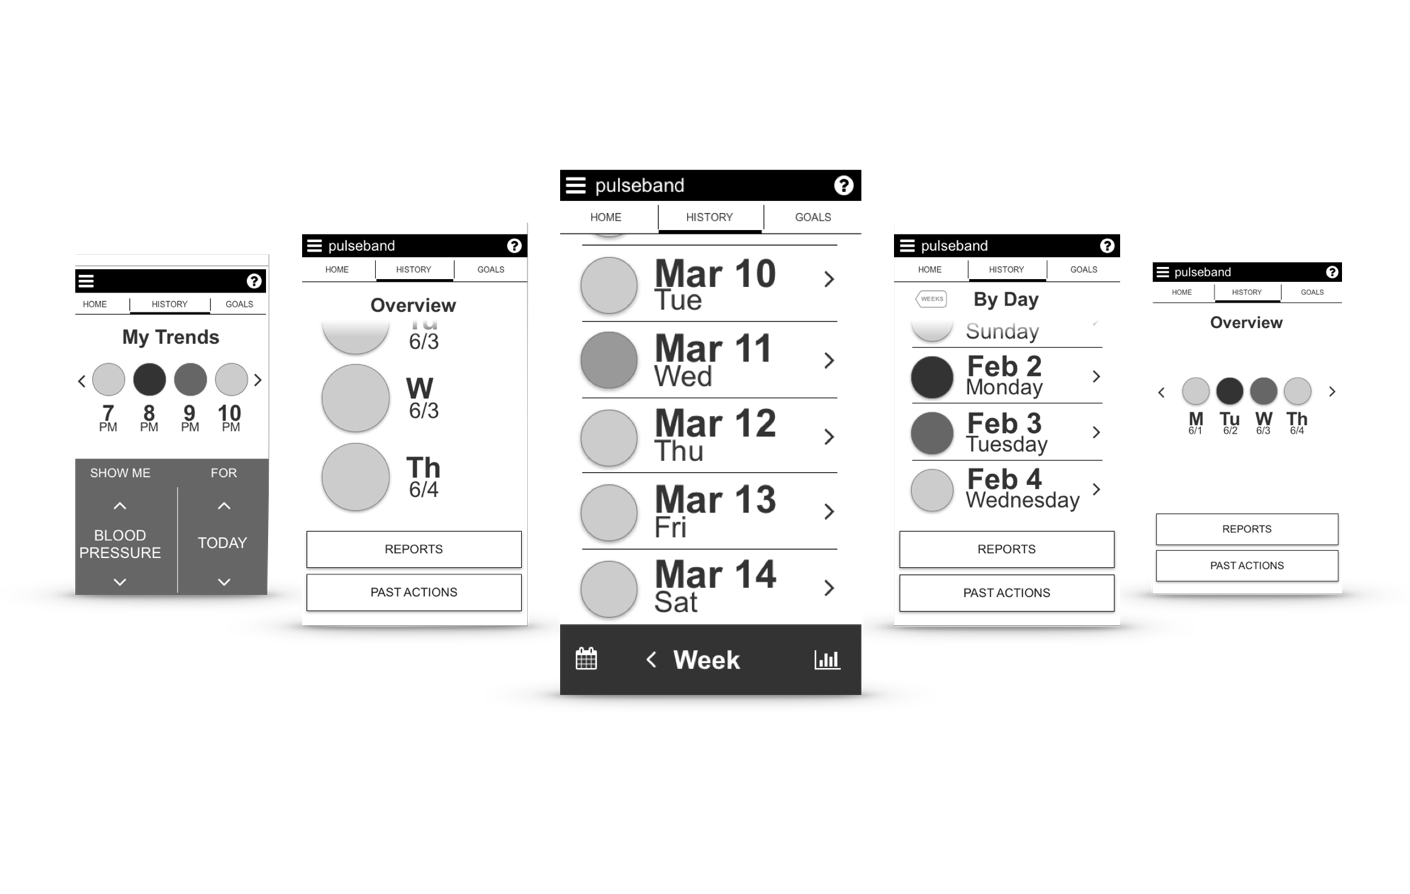 HOME
HISTORY
GOALS
My Trends
7
8
9
10
PM
PM
PM
PM
SHOW ME
FOR
BLOOD
PRESSURE
TODAY
pulseband
HOME
HISTORY
GOALS
Overview
Tu
6/3
W
6/3
Th
6/4
REPORTS
PAST ACTIONS
pulseband
HOME
HISTORY
GOALS
Mar 10
Tue
Mar 11
Wed
Mar 12
Thu
Mar 13
Fri
Mar 14
Sat
Week
pulseband
HOME
HISTORY
GOALS
WEEKS
By Day
Sunday
Feb 2
Monday
Feb 3
Tuesday
Feb 4
Wednesday
REPORTS
PAST ACTIONS
pulseband
HOME
HISTORY
GOALS
Overview
M
Tu
W
Th
6/1
6/2
6/3
6/4
REPORTS
PAST ACTIONS